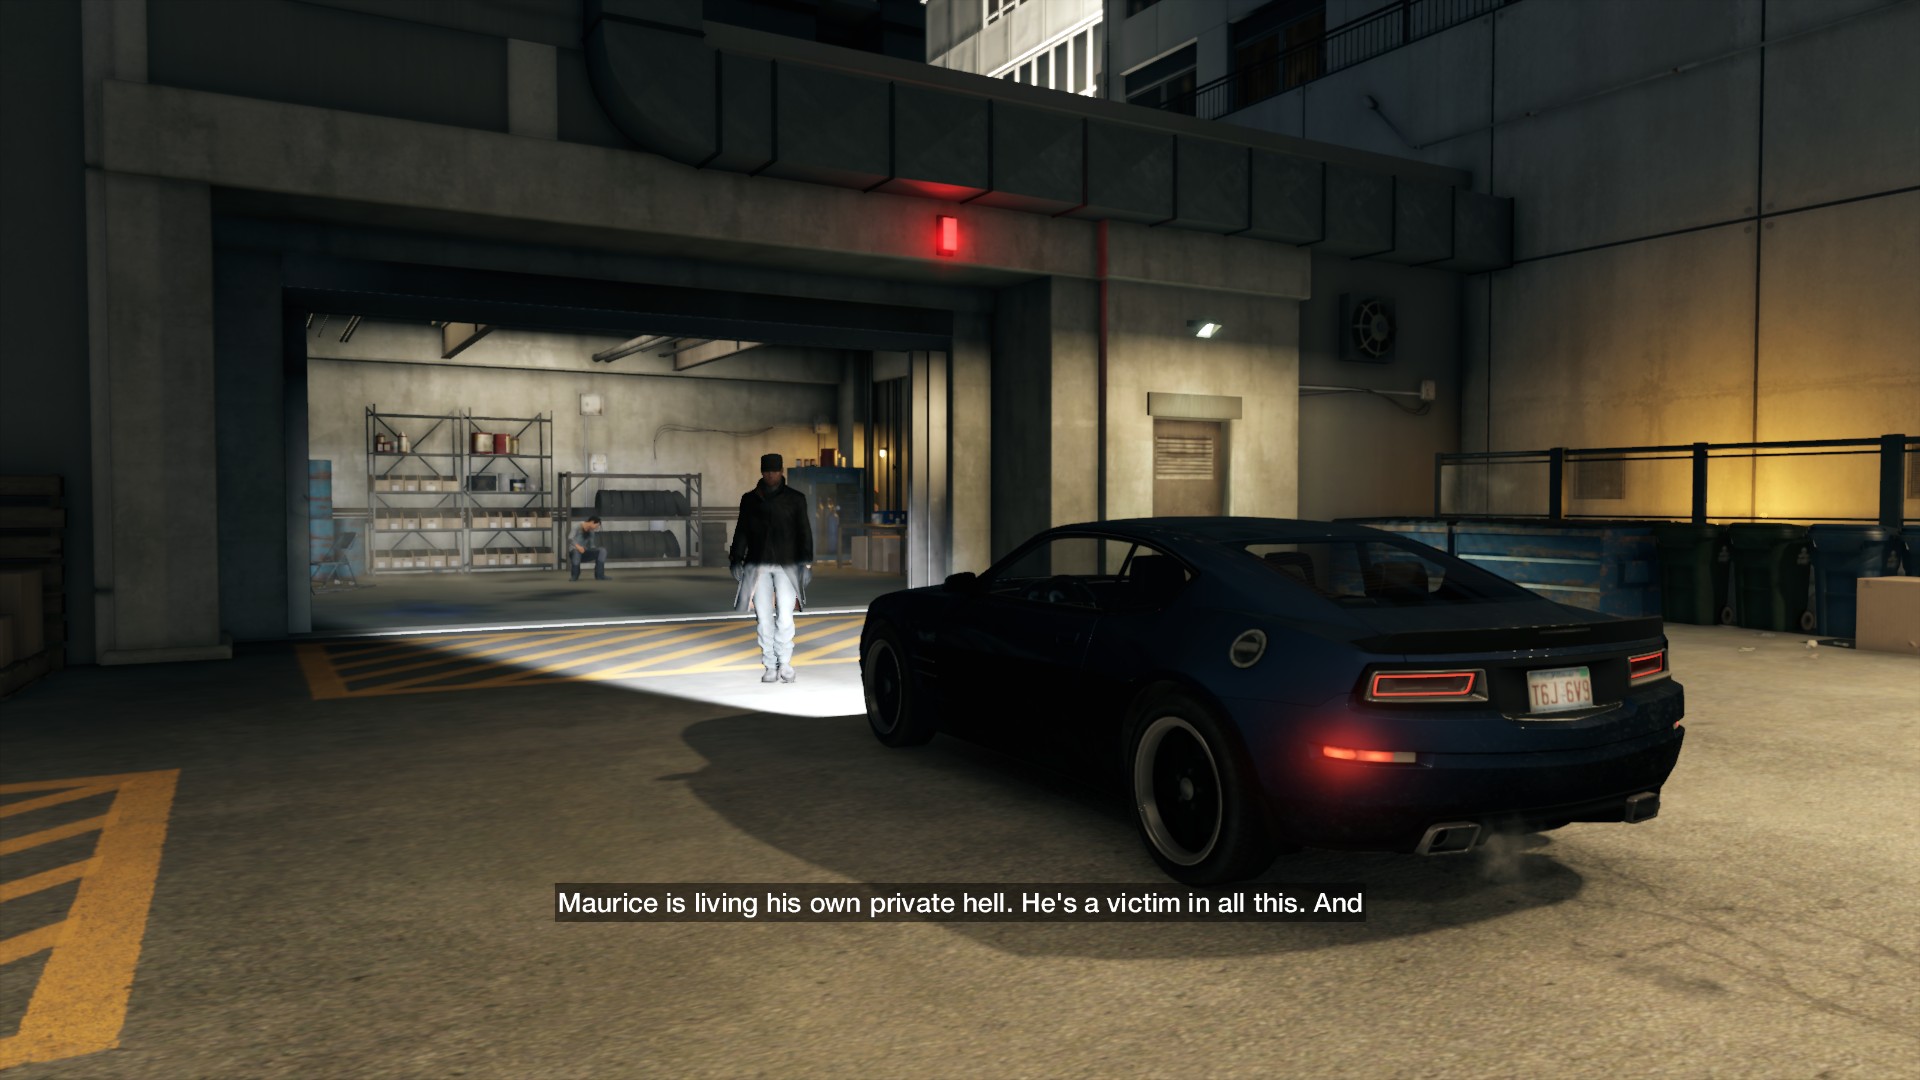 T6J-6V9
Maurice is living his own private hell. He's a victim in all this. And